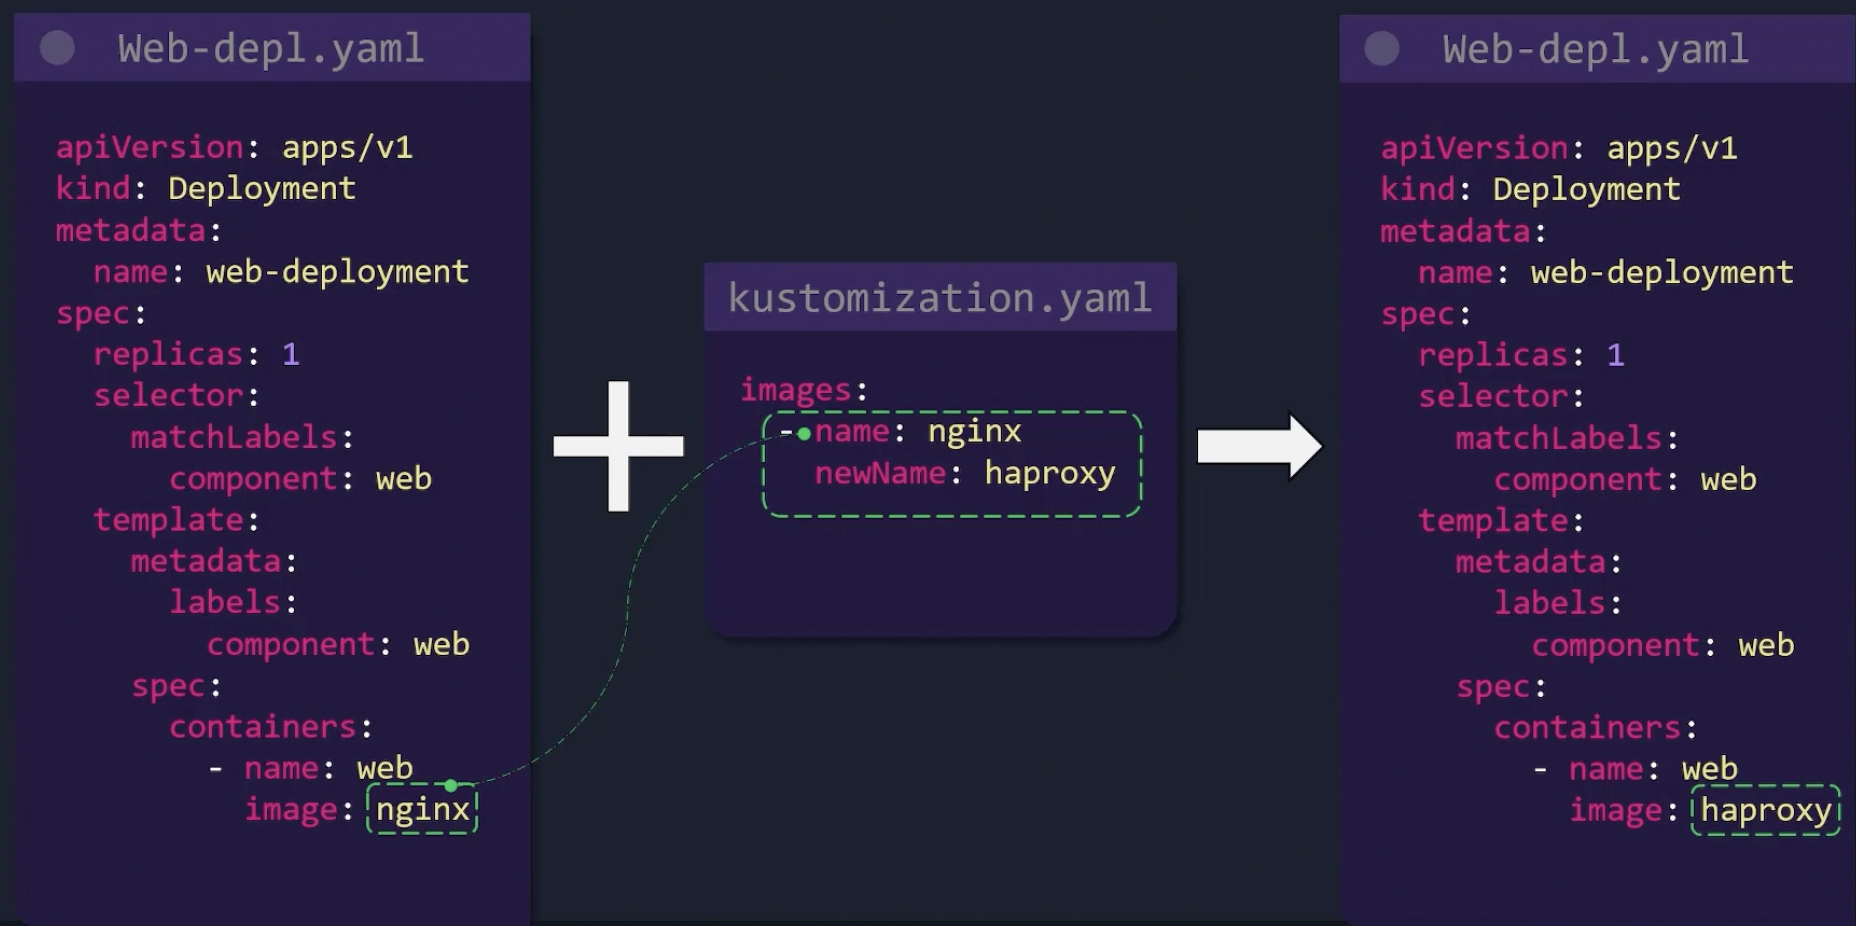 Web-depl.yaml
apiVersion: apps/v1
kind: Deployment
metadata:
  name: web-deployment
spec:
  replicas: 1
  selector:
    matchLabels:
      component: web
  template:
    metadata:
      labels:
        component: web
    spec:
      containers:
        - name: web
          image: nginx
kustomization.yaml
images:
  - name: nginx
    newName: haproxy
Web-depl.yaml
apiVersion: apps/v1
kind: Deployment
metadata:
  name: web-deployment
spec:
  replicas: 1
  selector:
    matchLabels:
      component: web
  template:
    metadata:
      labels:
        component: web
    spec:
      containers:
        - name: web
          image: haproxy